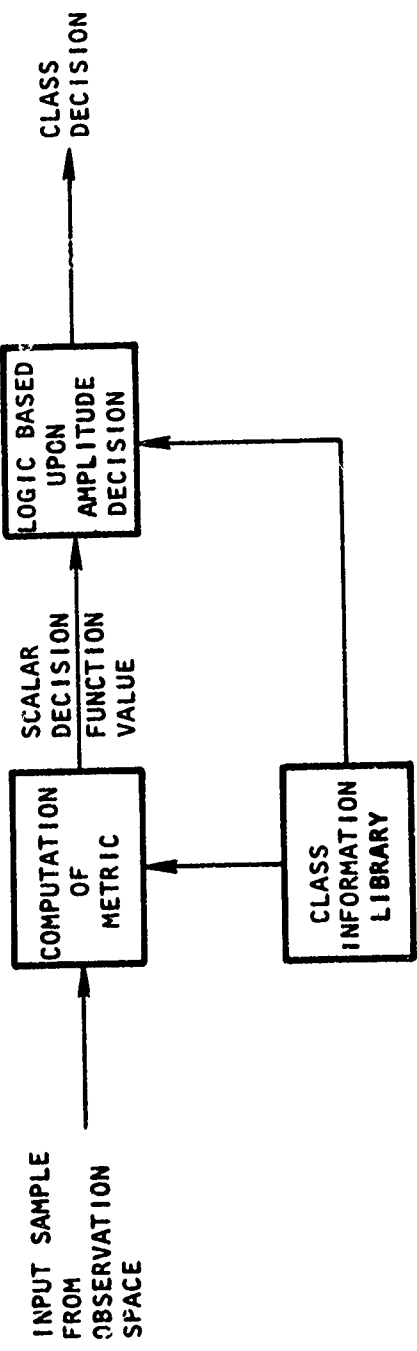 INPUT SAMPLE
FROM
OBSERVATION
SPACE
COMPUTATION
OF
METRIC
SCALAR
DECISION
FUNCTION
VALUE
LOGIC BASED
UPON
AMPLITUDE
DECISION
CLASS
DECISION
CLASS
INFORMATION
LIBRARY